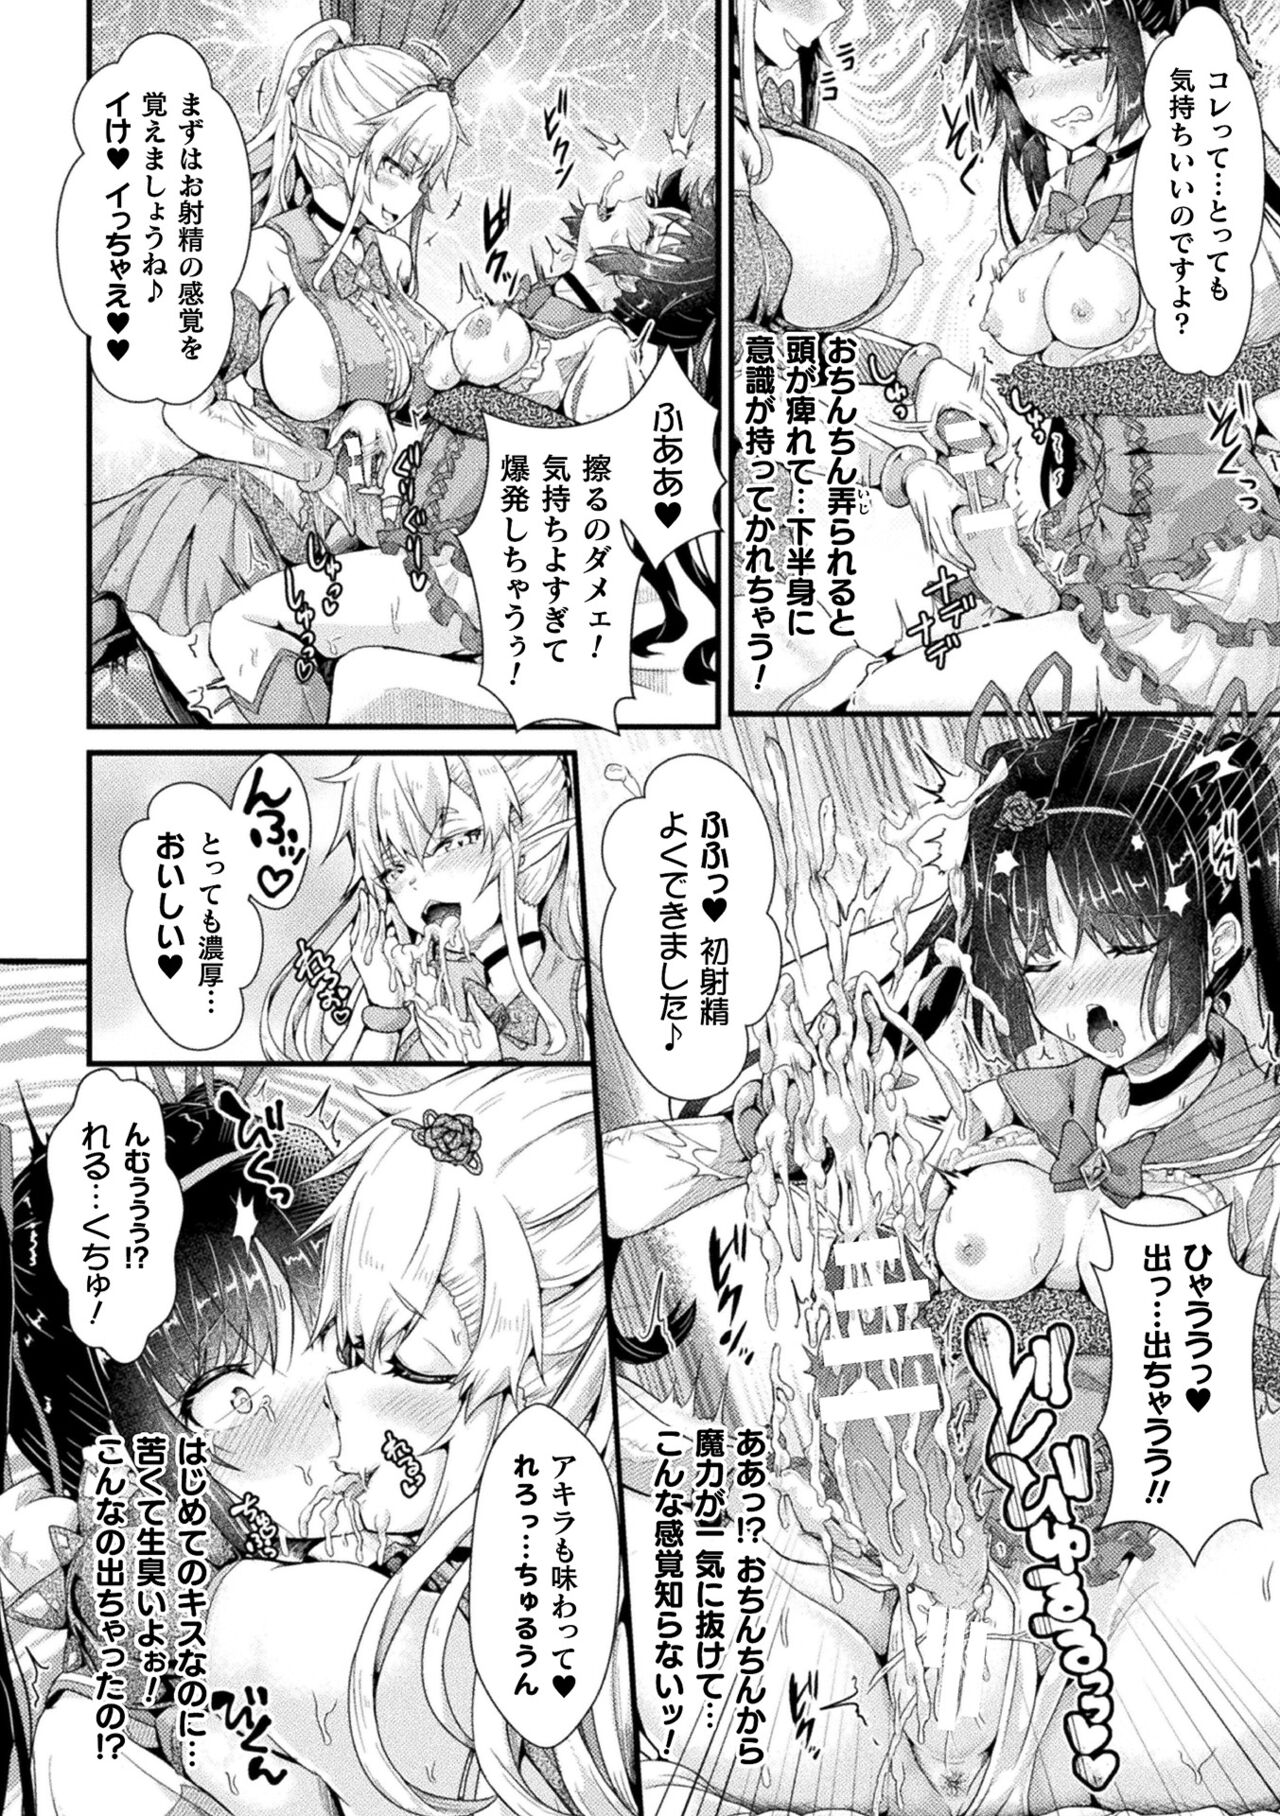 コレって…とっても
気持ちいいのですよ？
おちんちん弄られると
いじ
頭が痺れて…下半身に
意識が持ってかれちゃう！
まずはお射精の感覚を
覚えましょうね♪
イけ♥イっちゃえ♥♥
ふああ♥
擦るのダメェ！
気持ちよすぎて
爆発しちゃうぅ！
ひゃううっ♥
出っ…出ちゃうう!!
ふふっ♥初射精
よくできました♪
ああっ!?おちんちんから
魔力が一気に抜けて…
こんな感覚知らないッ！
んふッ♡
とっても濃厚…
おいしい♥
アキラも味わって♥
れろっ…ちゅるうん
んむぅぅぅ!?
れる…くちゅ！
はじめてのキスなのに…
苦くて生臭いよぉ！
こんなの出ちゃったの!?